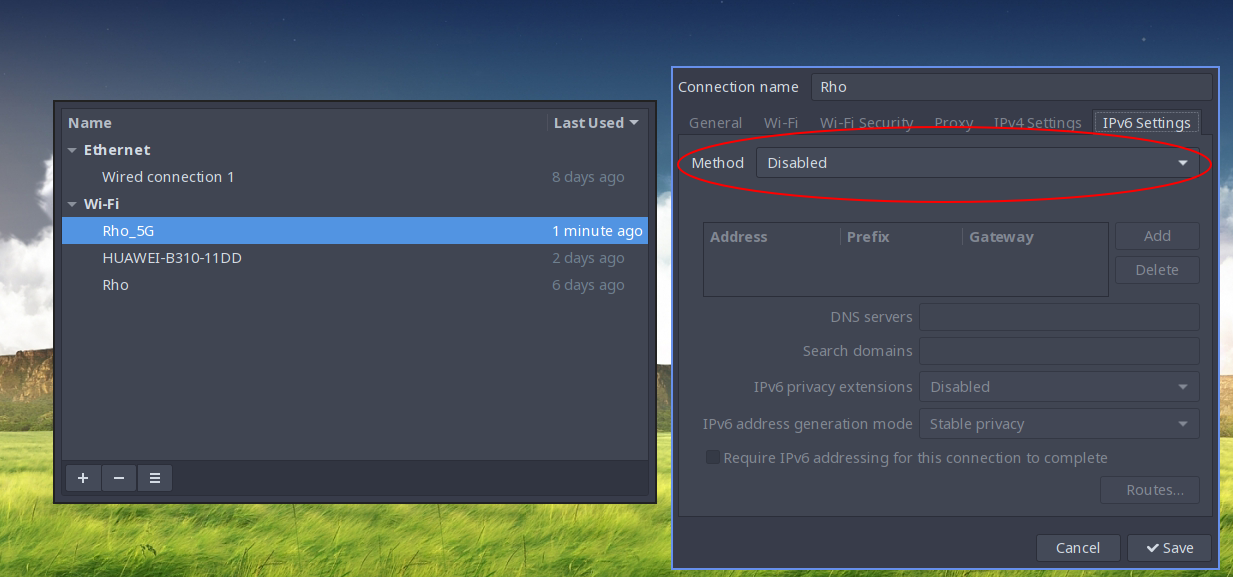 Name Last Used
Ethernet
Wired connection 1 8 days ago
Wi-Fi
Rho_5G 1 minute ago
HUAWEI-B310-11DD 2 days ago
Rho 6 days ago
Connection name Rho
General Wi-Fi Wi-Fi Security Proxy IPv4 Settings IPv6 Settings
Method Disabled
Address Prefix Gateway
Add
Delete
DNS servers
Search domains
IPv6 privacy extensions Disabled
IPv6 address generation mode Stable privacy
Require IPv6 addressing for this connection to complete
Routes...
Cancel Save